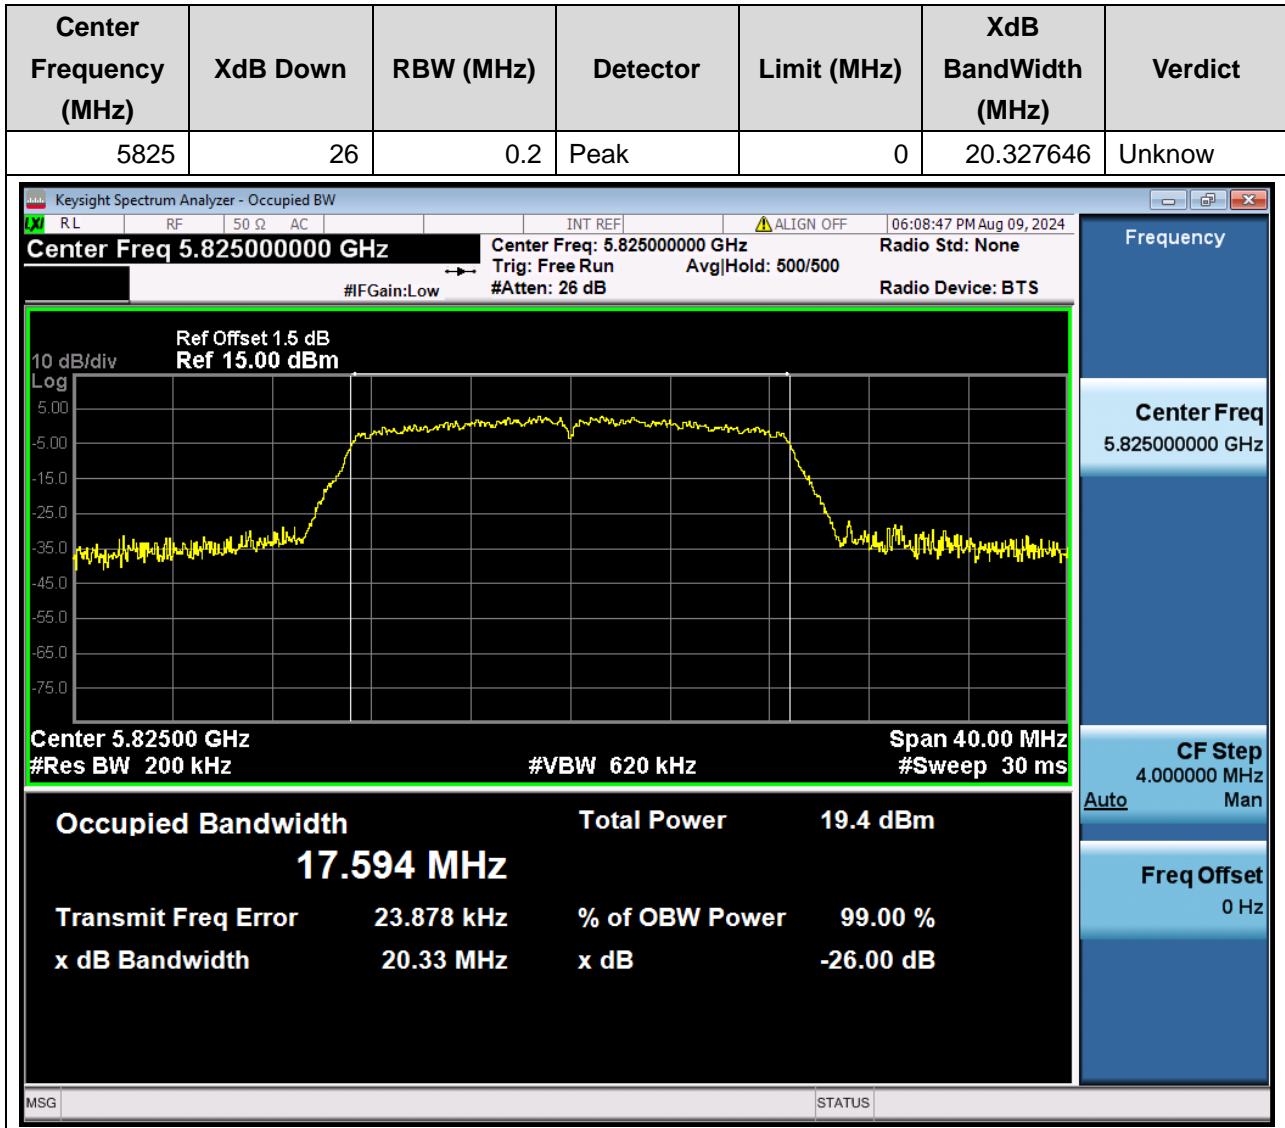 Center Frequency (MHz) XdB Down RBW (MHz) Detector Limit (MHz) XdB BandWidth (MHz) Verdict
5825 26 0.2 Peak 0 20.327646 Unknow
Keysight Spectrum Analyzer - Occupied BW
LXI RL RF 50 Ω AC INT REF ALIGN OFF 06:08:47 PM Aug 09, 2024
Center Freq 5.825000000 GHz
Center Freq: 5.825000000 GHz
Radio Std: None
Trig: Free Run Avg|Hold: 500/500
#IFGain:Low #Atten: 26 dB Radio Device: BTS
Frequency
Ref Offset 1.5 dB
10 dB/div Ref 15.00 dBm
Log
5.00
-5.00
-15.0
-25.0
-35.0
-45.0
-55.0
-65.0
-75.0
Center 5.82500 GHz Span 40.00 MHz
#Res BW 200 kHz #VBW 620 kHz #Sweep 30 ms
Center Freq
5.825000000 GHz
CF Step
4.000000 MHz
Auto Man
Freq Offset
0 Hz
Occupied Bandwidth Total Power 19.4 dBm
17.594 MHz
Transmit Freq Error 23.878 kHz % of OBW Power 99.00 %
x dB Bandwidth 20.33 MHz x dB -26.00 dB
MSG STATUS